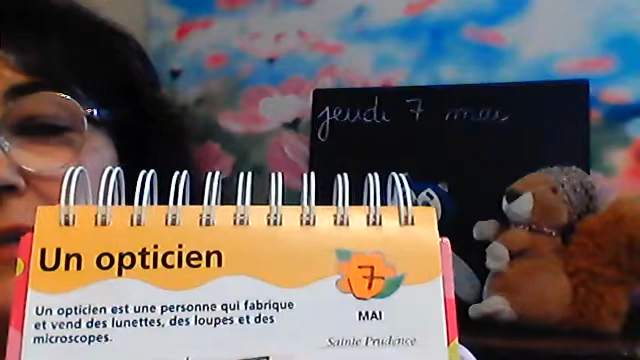 jeudi 7 mai
Un opticien
7
MAI
Un opticien est une personne qui fabrique
et vend des lunettes, des loupes et des
microscopes.
Sainte Prudence